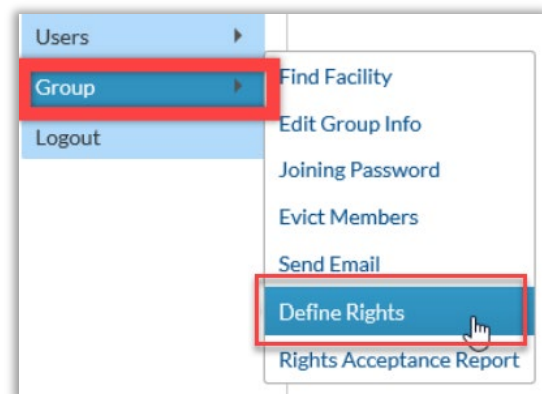 Users
Group
Logout
Find Facility
Edit Group Info
Joining Password
Evict Members
Send Email
Define Rights
Rights Acceptance Report